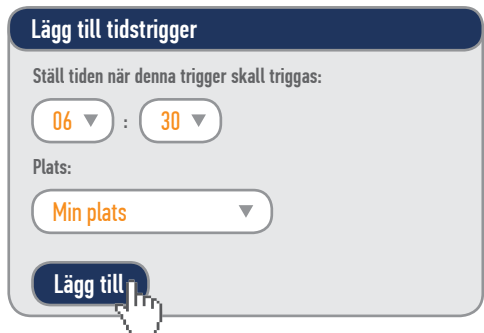 Lägg till tidstrigger
Ställ tiden när denna trigger skall triggas:
06 : 30
Plats:
Min plats
Lägg till